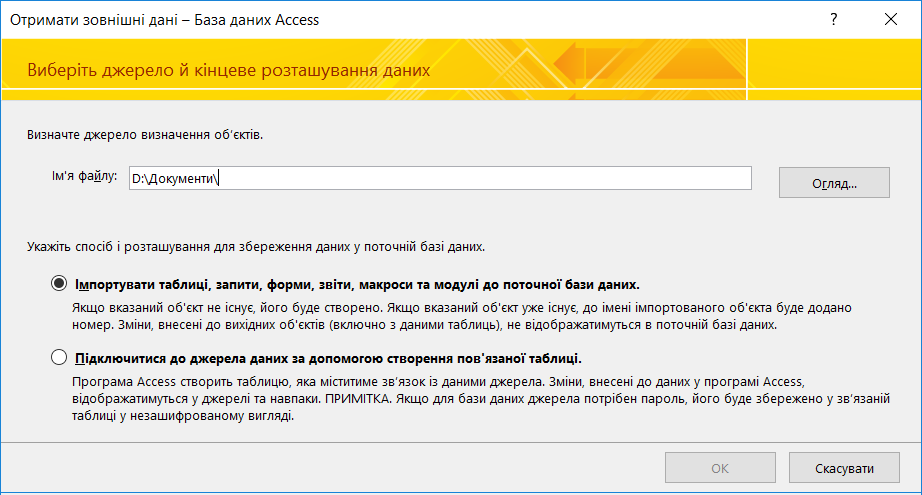 Отримати зовнішні дані – База даних Access
?
Виберіть джерело й кінцеве розташування даних
Визначте джерело визначення об’єктів.
Ім'я файлу: D:\Документи\ Огляд...
Укажіть спосіб і розташування для збереження даних у поточній базі даних.
Імпортувати таблиці, запити, форми, звіти, макроси та модулі до поточної бази даних.
Якщо вказаний об'єкт не існує, його буде створено. Якщо вказаний об'єкт уже існує, до імені імпортованого об'єкта буде додано
номер. Зміни, внесені до вихідних об'єктів (включно з даними таблиць), не відображатимуться в поточній базі даних.
Підключитися до джерела даних за допомогою створення пов'язаної таблиці.
Програма Access створить таблицю, яка міститиме зв’язок із даними джерела. Зміни, внесені до даних у програмі Access,
відображатимуться у джерелі та навпаки. ПРИМІТКА. Якщо для бази даних джерела потрібен пароль, його буде збережено у зв’язаній
таблиці у незашифрованому вигляді.
ОК Скасувати